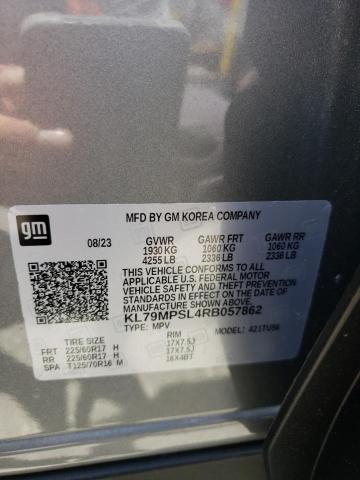 MFD BY GM KOREA COMPANY
gm
08/23 GVWR GAWR FRT GAWR RR
1930 KG 1060 KG 1060 KG
4255 LB 2336 LB 2336 LB
THIS VEHICLE CONFORMS TO ALL
APPLICABLE U.S. FEDERAL MOTOR
VEHICLE SAFETY AND THEFT
PREVENTION STANDARDS IN
EFFECT ON THE DATE OF
MANUFACTURE SHOWN ABOVE.
KL79MPSL4RB057862
TYPE: MPV MODEL: 421TU56
TIRE SIZE RIM
FRT 225/60R17 H 17X7.5J
RR 225/60R17 H 17X7.5J
SPA T125/70R16 M 16X4BT